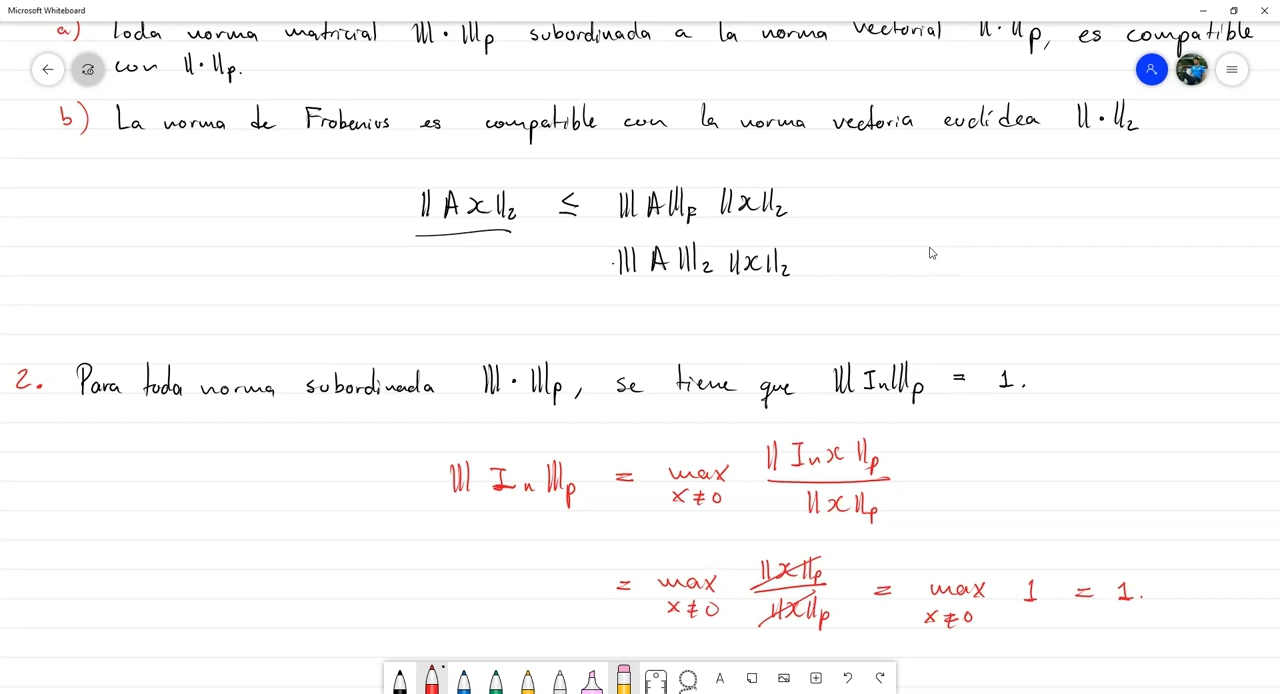 Microsoft Whiteboard
a) Toda norma matricial |||·|||p subordinada a la norma vectorial ||·||p, es compatible
con ||·||p.
b) La norma de Frobenius es compatible con la norma vectoria euclídea ||·||2
||Ax||2 ≤ |||A|||F ||x||2
|||A|||2 ||x||2
2. Para toda norma subordinada |||·|||p, se tiene que |||In|||p = 1.
|||In|||p = max x≠0 ||Inx||p / ||x||p
= max x≠0 ||x||p / ||x||p = max x≠0 1 = 1.
A